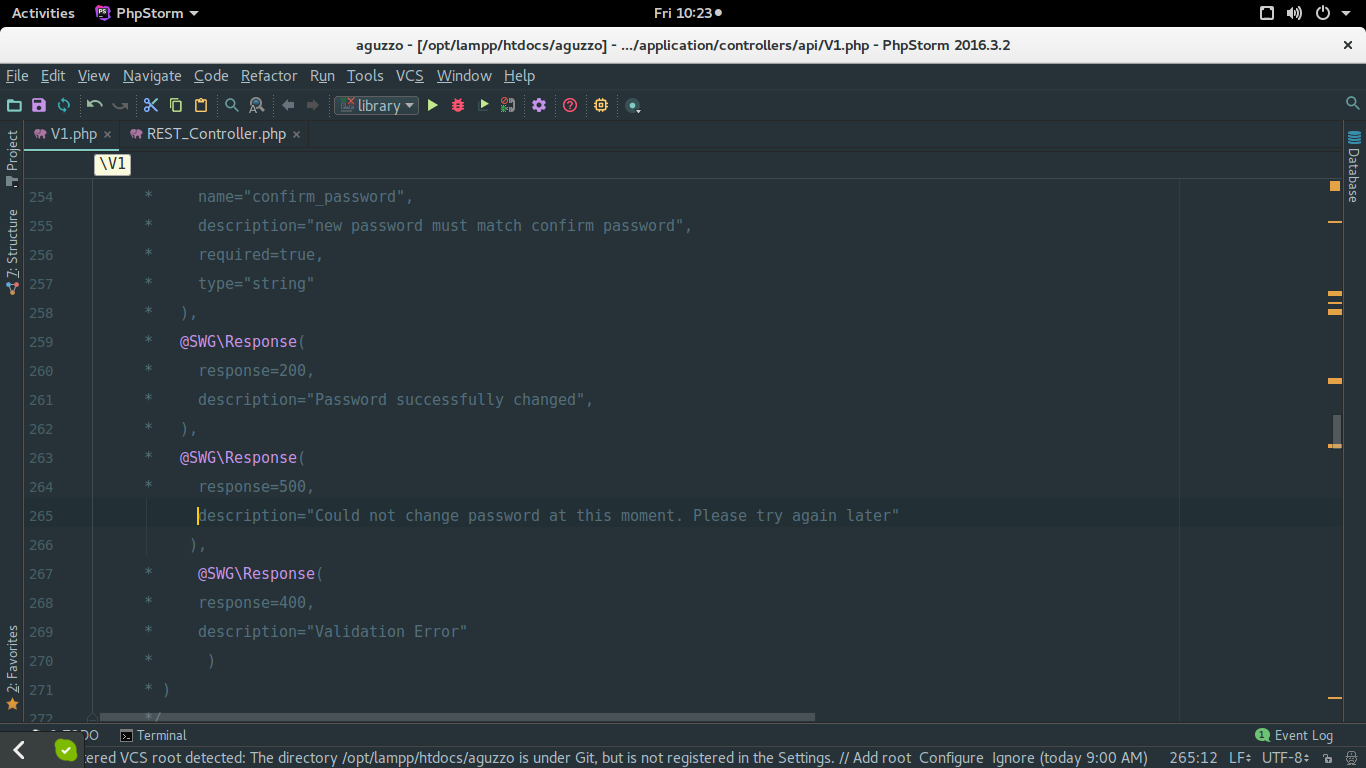 Activities PhpStorm Fri 10:23
aguzzo - [/opt/lampp/htdocs/aguzzo] - .../application/controllers/api/V1.php - PhpStorm 2016.3.2
File Edit View Navigate Code Refactor Run Tools VCS Window Help
library
V1.php REST_Controller.php
\V1
Project
7: Structure
2: Favorites
Database
254 * name="confirm_password",
255 * description="new password must match confirm password",
256 * required=true,
257 * type="string"
258 * ),
259 * @SWG\Response(
260 * response=200,
261 * description="Password successfully changed",
262 * ),
263 * @SWG\Response(
264 * response=500,
265 description="Could not change password at this moment. Please try again later"
266 ),
267 * @SWG\Response(
268 * response=400,
269 * description="Validation Error"
270 * )
271 * )
272 */
TODO Terminal 1 Event Log
tered VCS root detected: The directory /opt/lampp/htdocs/aguzzo is under Git, but is not registered in the Settings. // Add root Configure Ignore (today 9:00 AM) 265:12 LF UTF-8